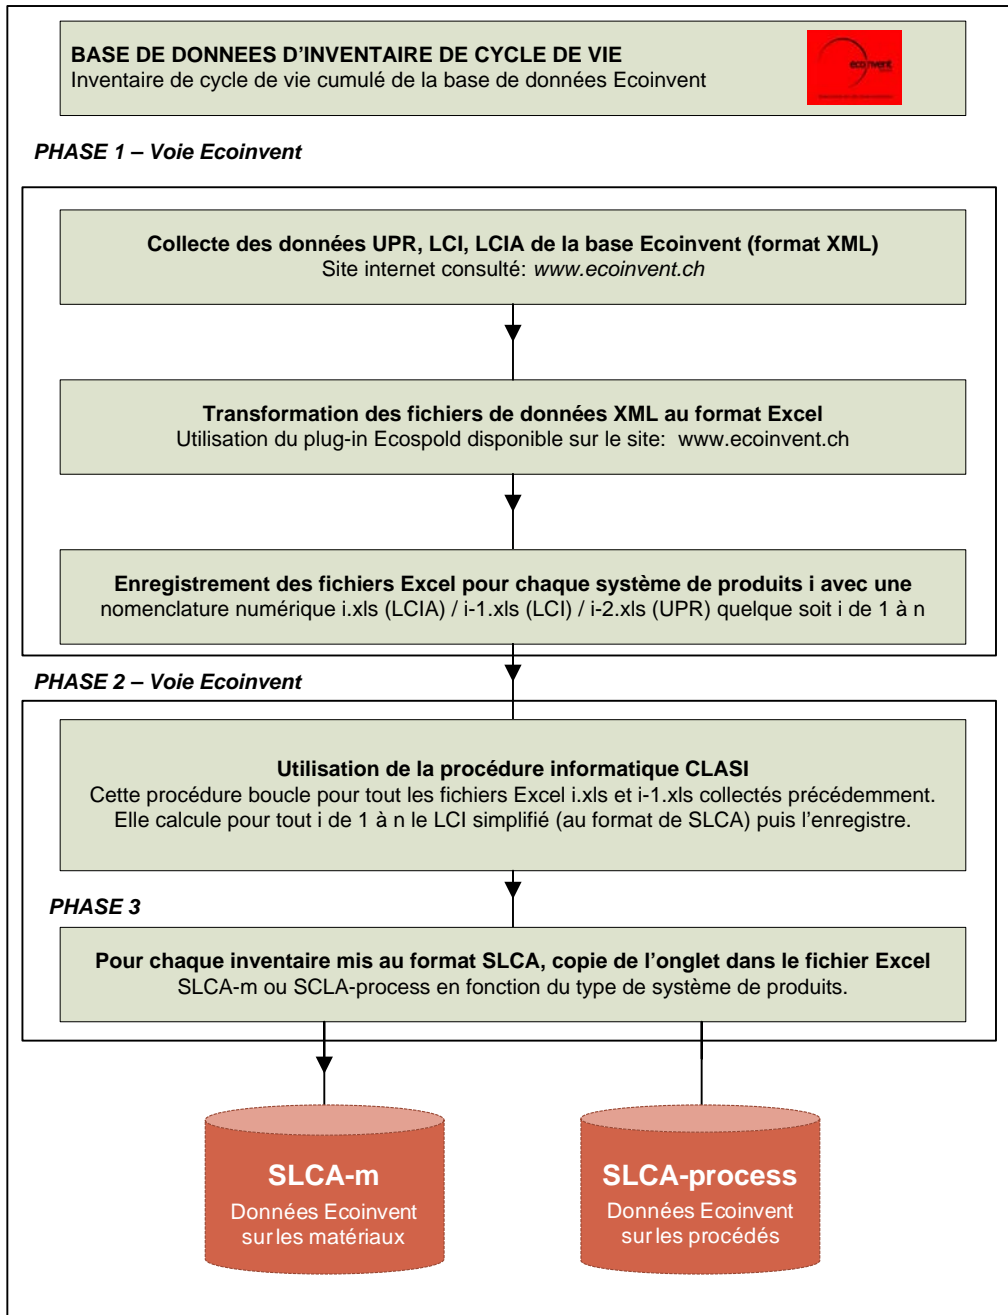 BASE DE DONNEES D’INVENTAIRE DE CYCLE DE VIE
Inventaire de cycle de vie cumulé de la base de données Ecoinvent
ecoinvent
PHASE 1 – Voie Ecoinvent
Collecte des données UPR, LCI, LCIA de la base Ecoinvent (format XML)
Site internet consulté: www.ecoinvent.ch
Transformation des fichiers de données XML au format Excel
Utilisation du plug-in Ecospold disponible sur le site: www.ecoinvent.ch
Enregistrement des fichiers Excel pour chaque système de produits i avec une
nomenclature numérique i.xls (LCIA) / i-1.xls (LCI) / i-2.xls (UPR) quelque soit i de 1 à n
PHASE 2 – Voie Ecoinvent
Utilisation de la procédure informatique CLASI
Cette procédure boucle pour tout les fichiers Excel i.xls et i-1.xls collectés précédemment.
Elle calcule pour tout i de 1 à n le LCI simplifié (au format de SLCA) puis l’enregistre.
PHASE 3
Pour chaque inventaire mis au format SLCA, copie de l’onglet dans le fichier Excel
SLCA-m ou SCLA-process en fonction du type de système de produits.
SLCA-m
Données Ecoinvent
sur les matériaux
SLCA-process
Données Ecoinvent
sur les procédés